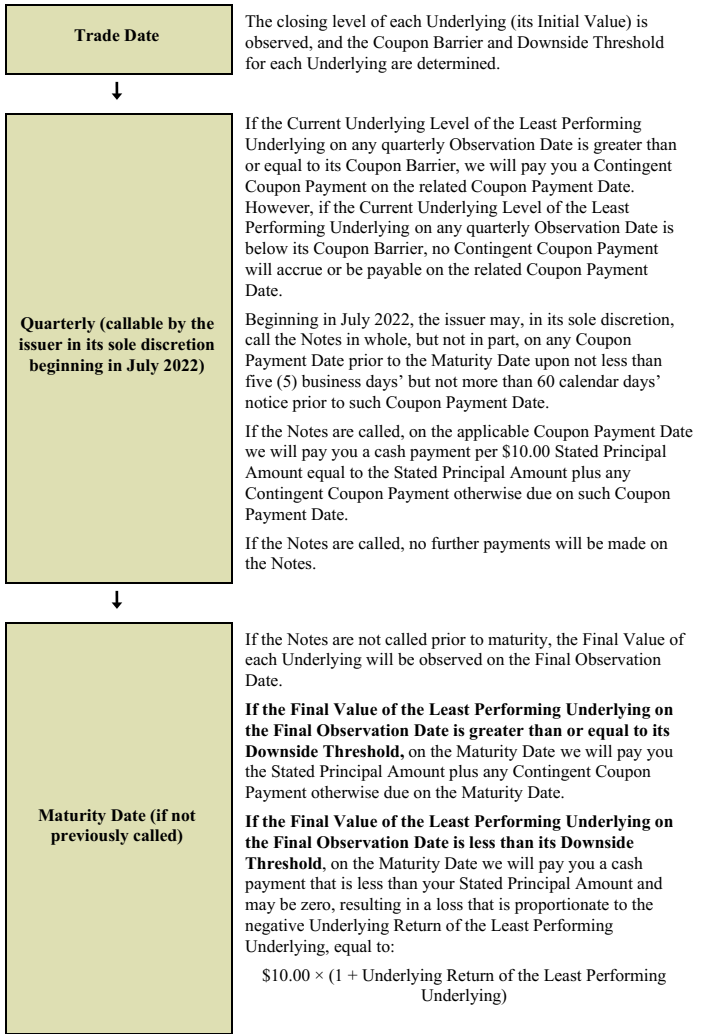 Trade Date
The closing level of each Underlying (its Initial Value) is
observed, and the Coupon Barrier and Downside Threshold
for each Underlying are determined.
Quarterly (callable by the
issuer in its sole discretion
beginning in July 2022)
If the Current Underlying Level of the Least Performing
Underlying on any quarterly Observation Date is greater than
or equal to its Coupon Barrier, we will pay you a Contingent
Coupon Payment on the related Coupon Payment Date.
However, if the Current Underlying Level of the Least
Performing Underlying on any quarterly Observation Date is
below its Coupon Barrier, no Contingent Coupon Payment
will accrue or be payable on the related Coupon Payment
Date.
Beginning in July 2022, the issuer may, in its sole discretion,
call the Notes in whole, but not in part, on any Coupon
Payment Date prior to the Maturity Date upon not less than
five (5) business days’ but not more than 60 calendar days’
notice prior to such Coupon Payment Date.
If the Notes are called, on the applicable Coupon Payment Date
we will pay you a cash payment per $10.00 Stated Principal
Amount equal to the Stated Principal Amount plus any
Contingent Coupon Payment otherwise due on such Coupon
Payment Date.
If the Notes are called, no further payments will be made on
the Notes.
Maturity Date (if not
previously called)
If the Notes are not called prior to maturity, the Final Value of
each Underlying will be observed on the Final Observation
Date.
If the Final Value of the Least Performing Underlying on
the Final Observation Date is greater than or equal to its
Downside Threshold, on the Maturity Date we will pay you
the Stated Principal Amount plus any Contingent Coupon
Payment otherwise due on the Maturity Date.
If the Final Value of the Least Performing Underlying on
the Final Observation Date is less than its Downside
Threshold, on the Maturity Date we will pay you a cash
payment that is less than your Stated Principal Amount and
may be zero, resulting in a loss that is proportionate to the
negative Underlying Return of the Least Performing
Underlying, equal to:
$10.00 × (1 + Underlying Return of the Least Performing
Underlying)